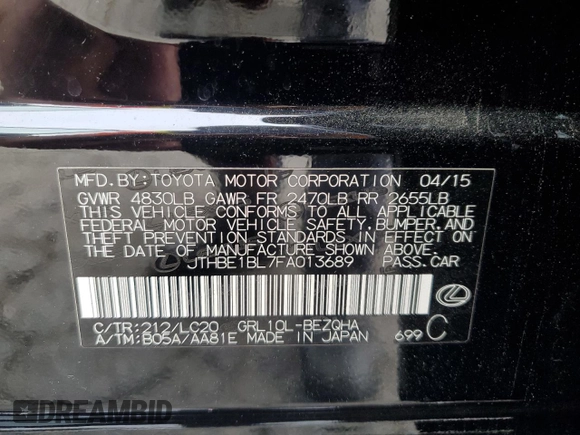 MFD. BY: TOYOTA MOTOR CORPORATION 04/15
GVWR 4830LB GAWR FR 2470LB RR 2655LB
THIS VEHICLE CONFORMS TO ALL APPLICABLE
FEDERAL MOTOR VEHICLE SAFETY, BUMPER, AND
THEFT PREVENTION STANDARDS IN EFFECT ON
THE DATE OF MANUFACTURE SHOWN ABOVE.
JTHBE1BL7FA013689 PASS. CAR
C/TR: 212/LC20 GRL10L-BEZQHA
A/TM: B05A/AA81E MADE IN JAPAN 699 C
DREAMBID